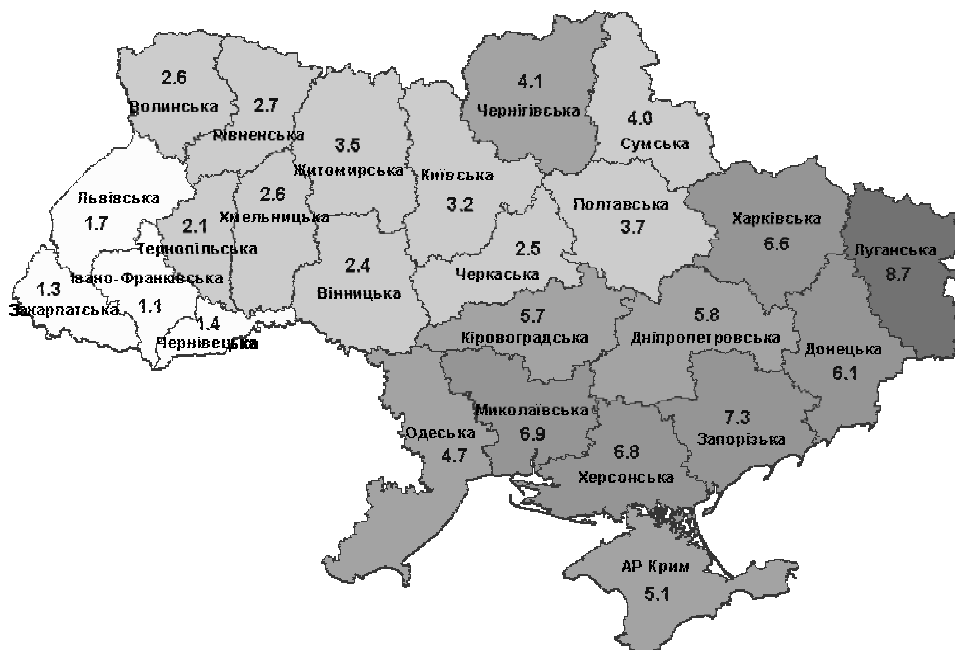 2.6
Волинська
2.7
Рівненська
3.5
Житомирська
Київська
3.2
4.1
Чернігівська
4.0
Сумська
Львівська
1.7
2.1
Тернопільська
2.6
Хмельницька
2.4
Вінницька
2.5
Черкаська
Полтавська
3.7
Харківська
6.6
Луганська
8.7
1.3
Закарпатська
Івано-Франківська
1.1
1.4
Чернівецька
5.7
Кіровоградська
5.8
Дніпропетровська
Донецька
6.1
Одеська
4.7
Миколаївська
6.9
6.8
Херсонська
7.3
Запорізька
АР Крим
5.1